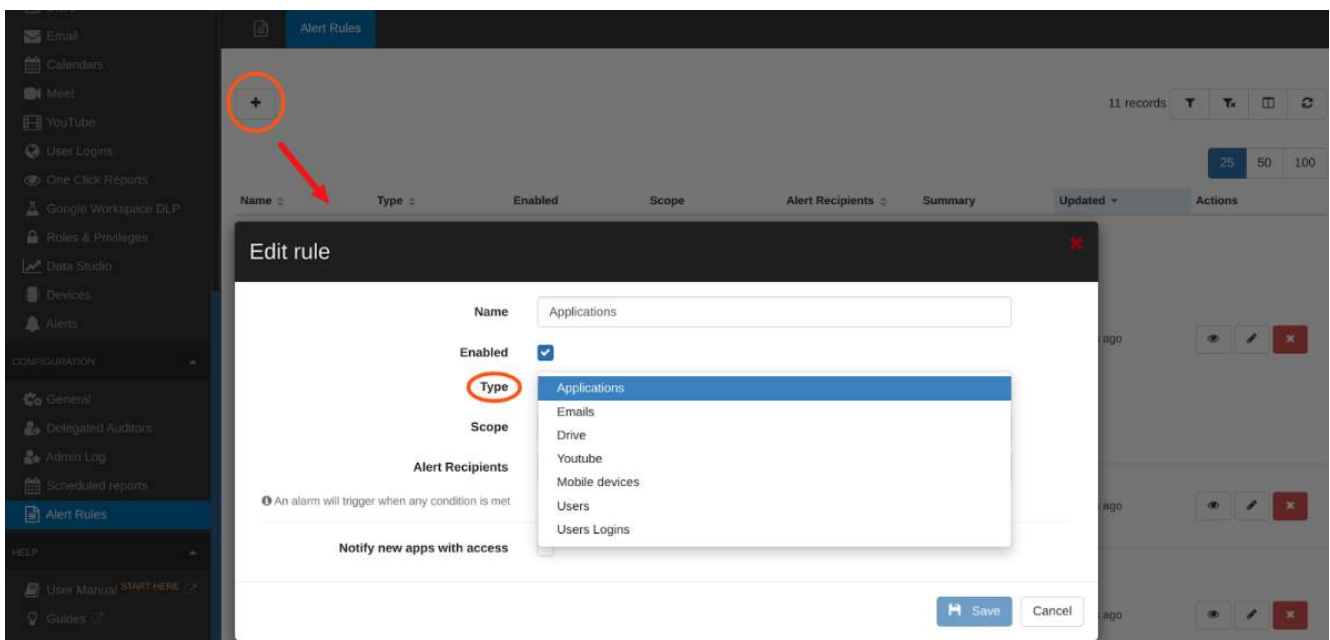 Email
Calendars
Meet
YouTube
User Logins
One Click Reports
Google Workspace DLP
Roles & Privileges
Data Studio
Devices
Alerts
CONFIGURATION
General
Delegated Auditors
Admin Log
Scheduled reports
Alert Rules
HELP
User Manual START HERE
Guides
Alert Rules
+
11 records
25 50 100
Name Type Enabled Scope Alert Recipients Summary Updated Actions
Edit rule
Name Applications
Enabled
Type Applications
Emails
Drive
Youtube
Mobile devices
Users
Users Logins
Scope
Alert Recipients
An alarm will trigger when any condition is met
Notify new apps with access
Save Cancel
ago
ago
ago